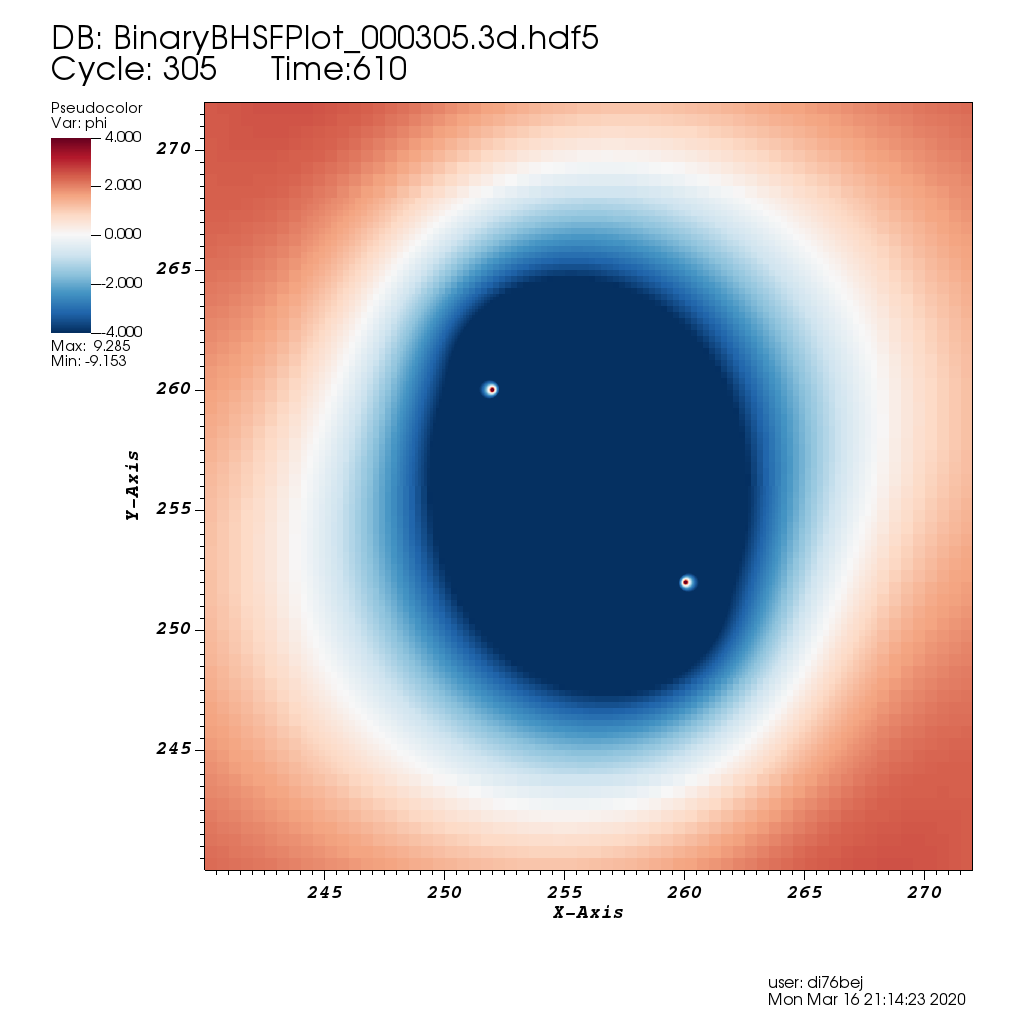 DB: BinaryBHSFPlot_000305.3d.hdf5
Cycle: 305 Time:610
Pseudocolor
Var: phi
4.000
2.000
0.000
-2.000
-4.000
Max: 9.285
Min: -9.153
270
265
260
255
250
245
Y-Axis
245 250 255 260 265 270
X-Axis
user: di76bej
Mon Mar 16 21:14:23 2020